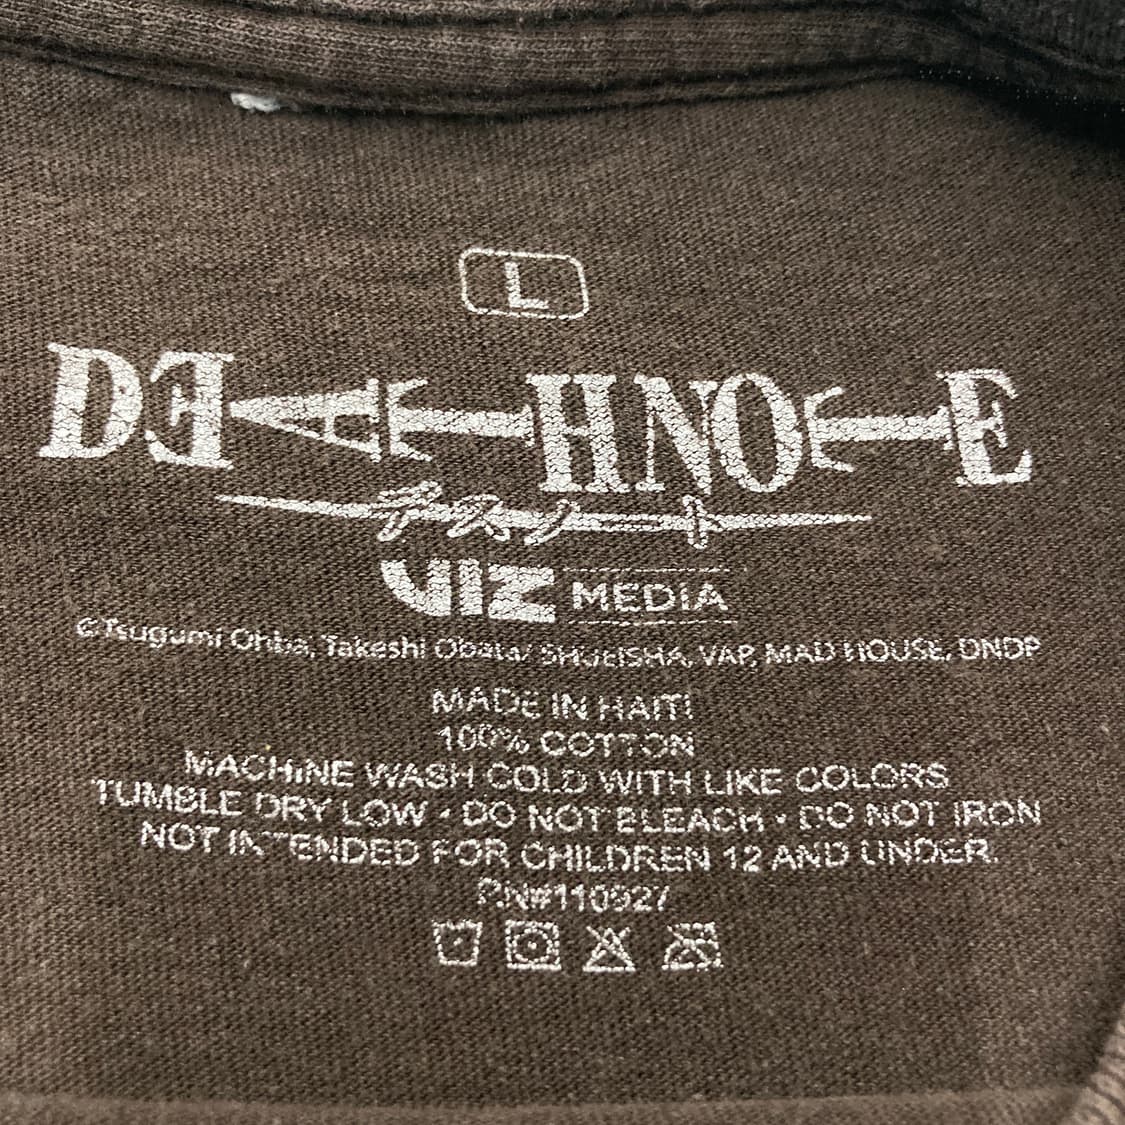 L
DEATH NOTE
デスノート
VIZ MEDIA
©Tsugumi Ohba, Takeshi Obata/ SHUEISHA, VAP, MAD HOUSE, DNDP
MADE IN HAITI
100% COTTON
MACHINE WASH COLD WITH LIKE COLORS
TUMBLE DRY LOW • DO NOT BLEACH • DO NOT IRON
NOT INTENDED FOR CHILDREN 12 AND UNDER.
PN#110927